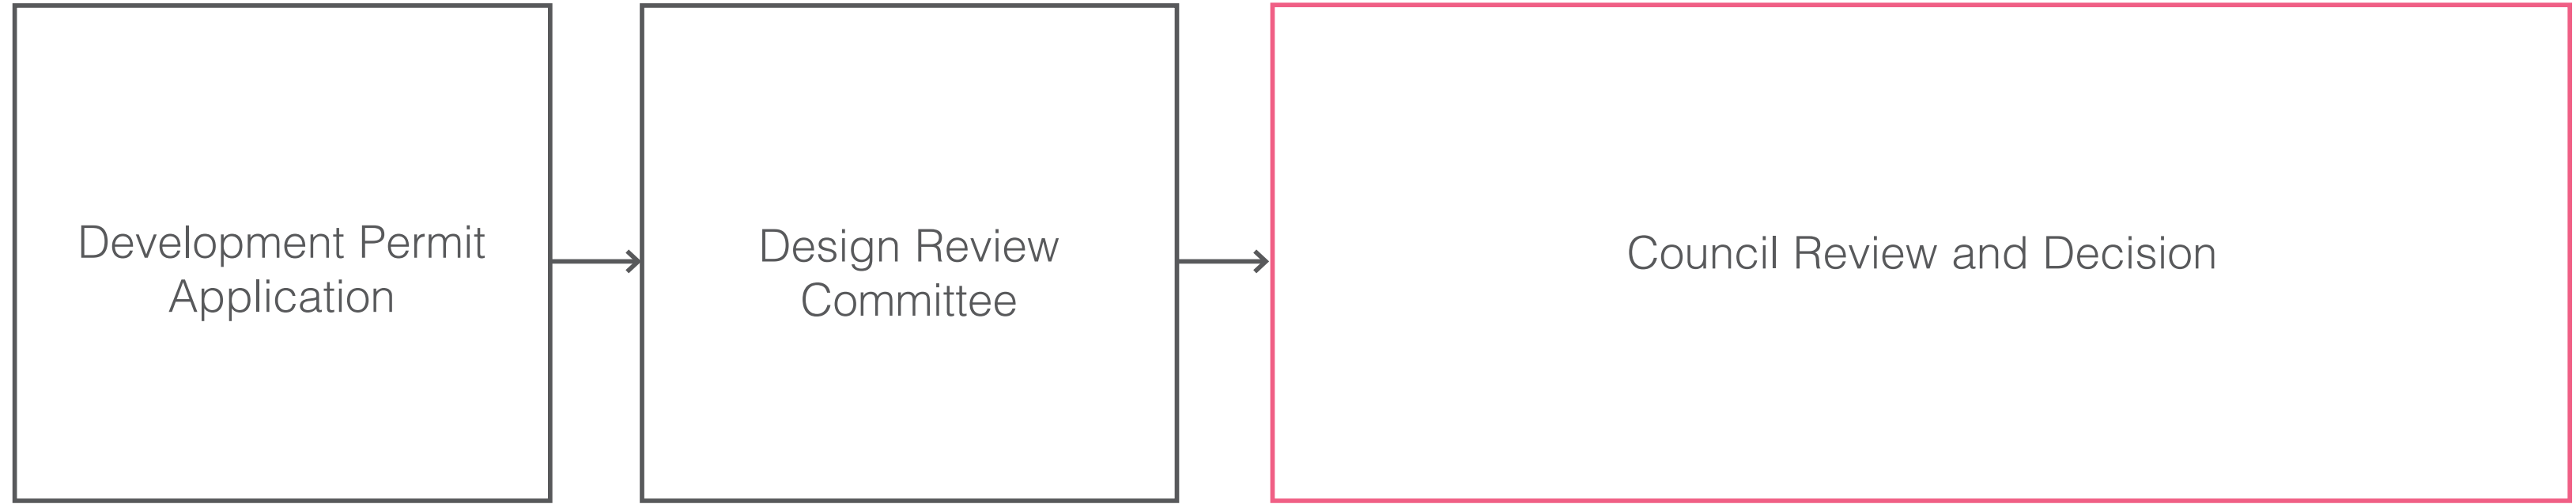 Development Permit
Application
Design Review
Committee
Council Review and Decision